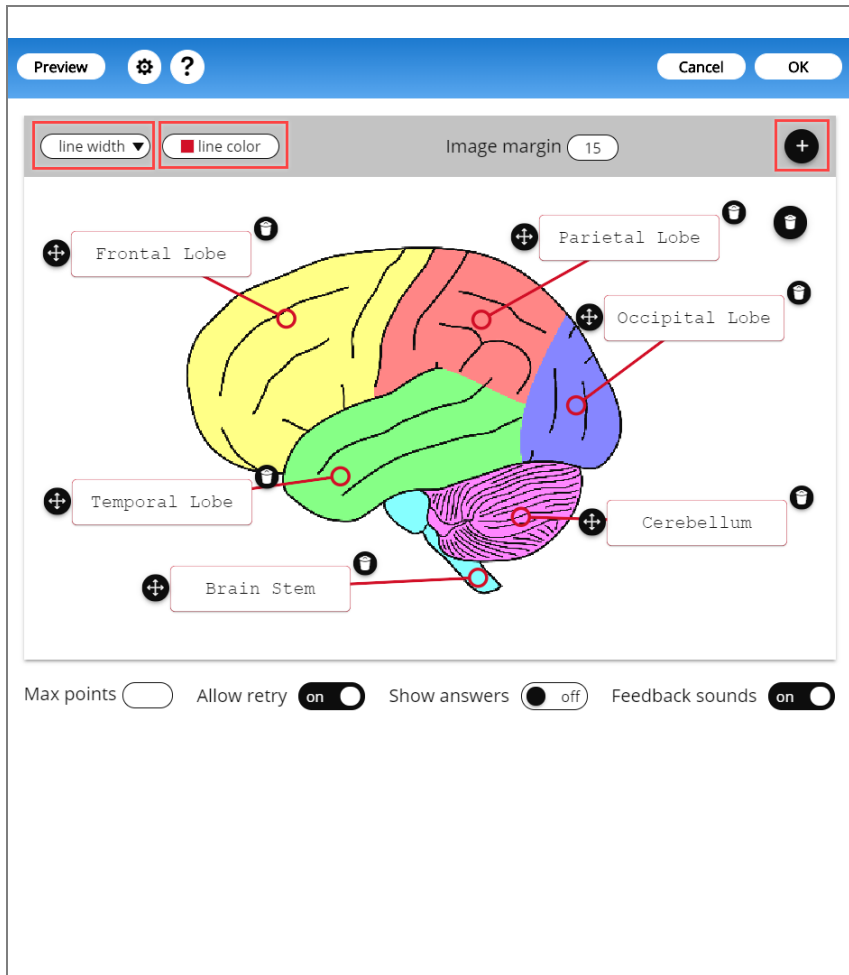 Preview ? Cancel OK
line width line color Image margin 15 +
Frontal Lobe
Parietal Lobe
Occipital Lobe
Temporal Lobe
Cerebellum
Brain Stem
Max points Allow retry on Show answers off Feedback sounds on